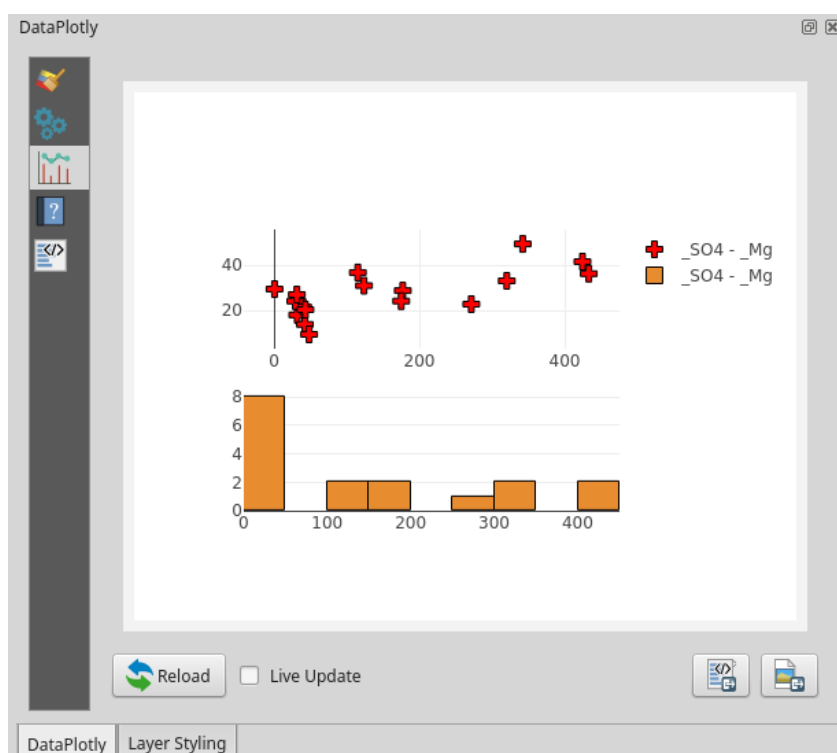 DataPlotly
?
</>
40
20
0 200 400
_SO4 - _Mg
_SO4 - _Mg
8
6
4
2
0
0 100 200 300 400
Reload
Live Update
</>
DataPlotly
Layer Styling